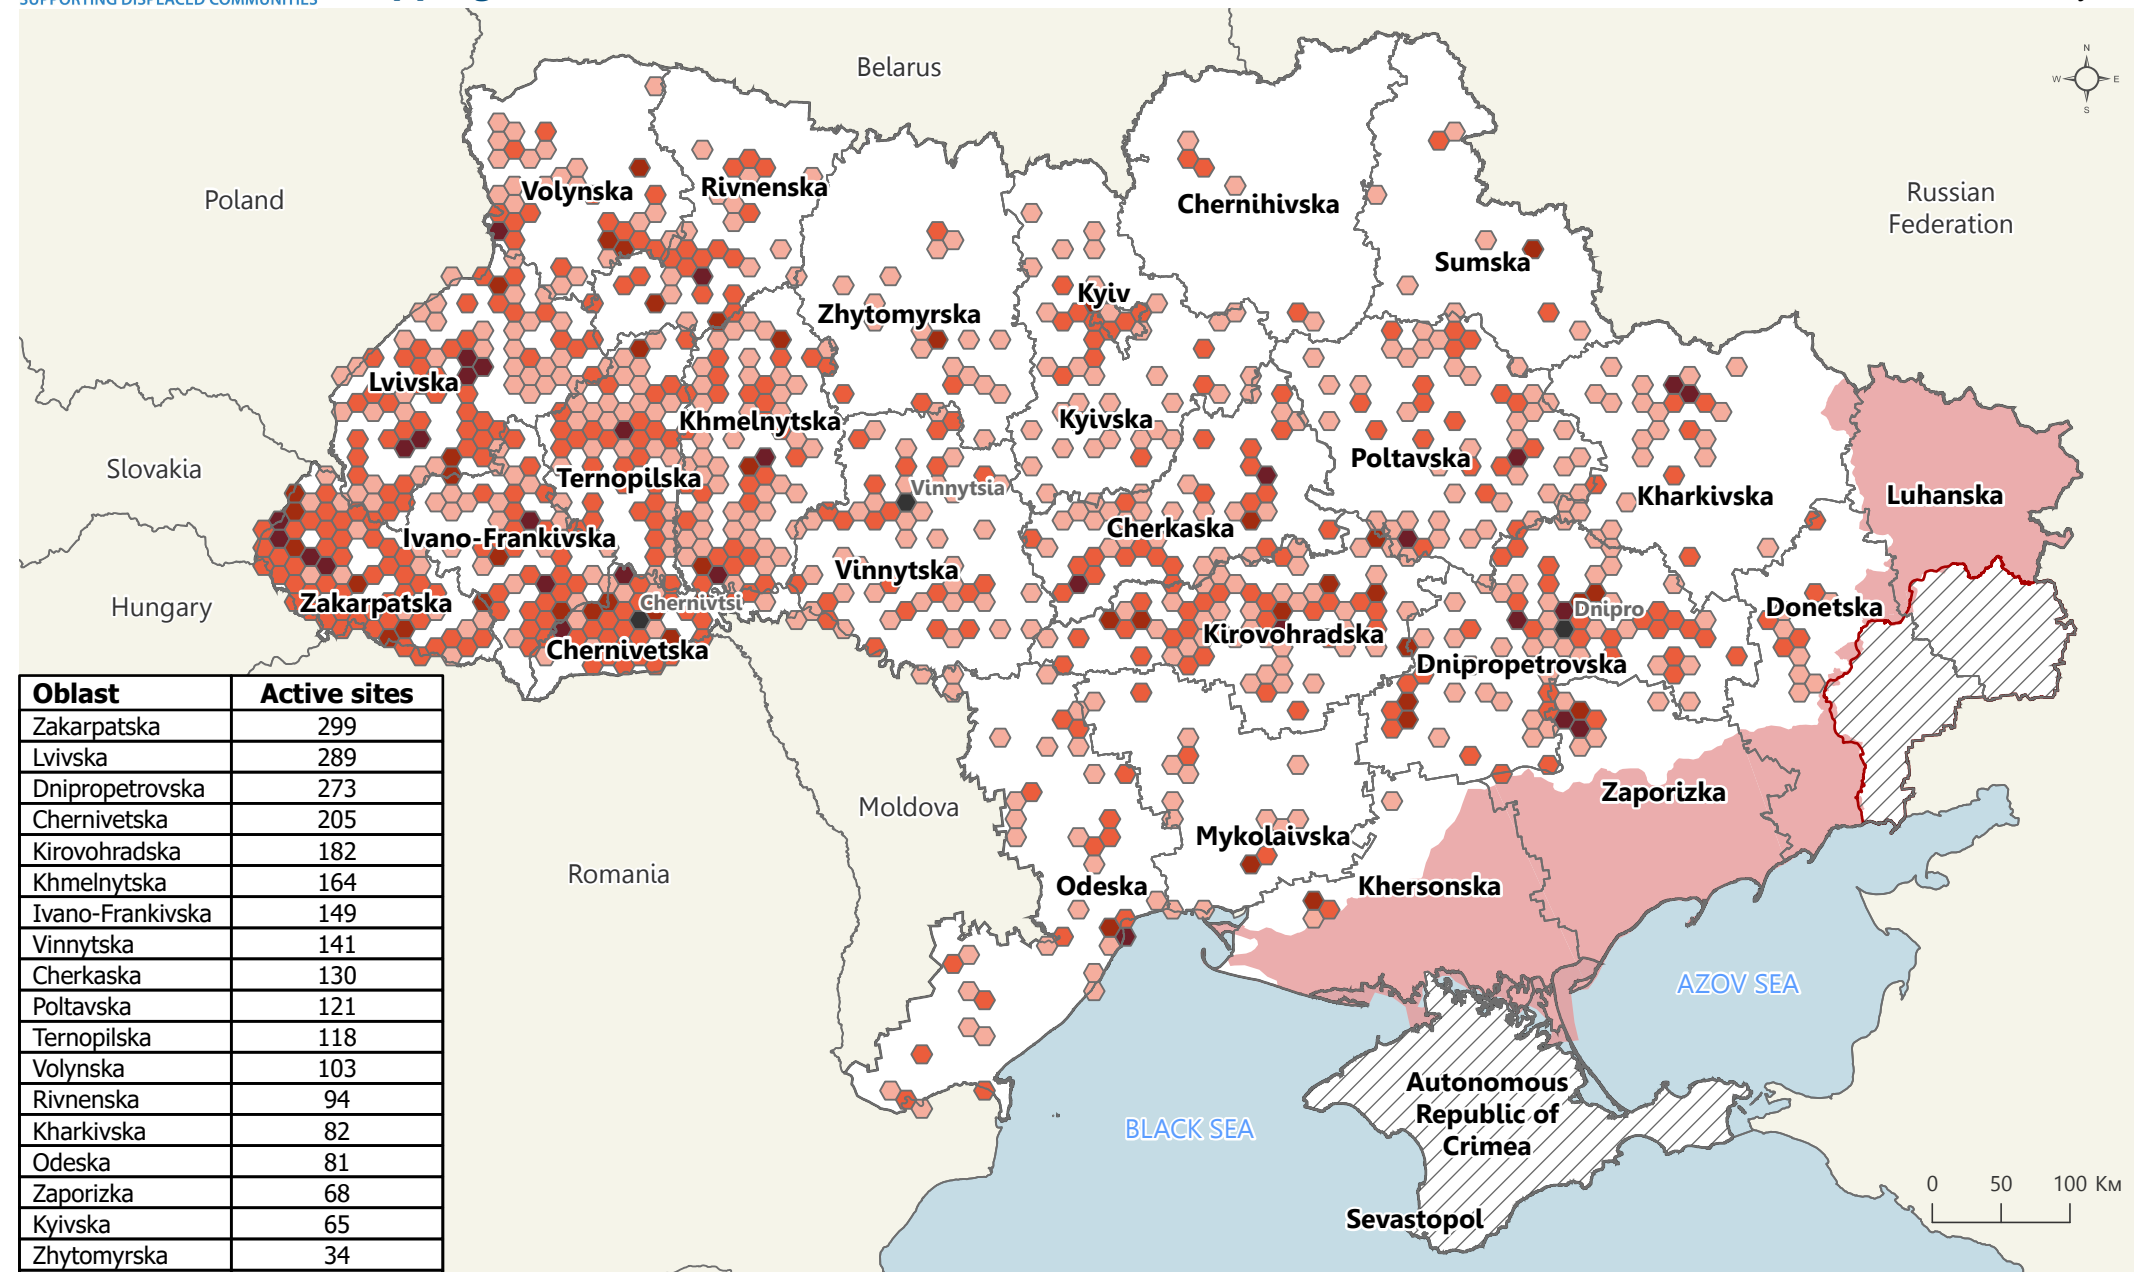 SUPPORTING DISPLACED COMMUNITIES
Belarus
N
W E
S
Poland
Volynska
Rivnenska
Chernihivska
Russian
Federation
Sumska
Kyiv
Zhytomyrska
Lvivska
Khmelnytska
Kyivska
Poltavska
Slovakia
Ternopilska
Vinnytsia
Kharkivska
Luhanska
Ivano-Frankivska
Cherkaska
Vinnytska
Hungary
Zakarpatska
Chernivtsi
Dnipro
Donetska
Kirovohradska
Chernivetska
Dnipropetrovska
Oblast Active sites
Zakarpatska 299
Lvivska 289
Dnipropetrovska 273
Chernivetska 205
Kirovohradska 182
Khmelnytska 164
Ivano-Frankivska 149
Vinnytska 141
Cherkaska 130
Poltavska 121
Ternopilska 118
Volynska 103
Rivnenska 94
Kharkivska 82
Odeska 81
Zaporizka 68
Kyivska 65
Zhytomyrska 34
Zaporizka
Moldova
Mykolaivska
Romania
Odeska
Khersonska
AZOV SEA
Autonomous
Republic of
Crimea
BLACK SEA
Sevastopol
0 50 100 Км